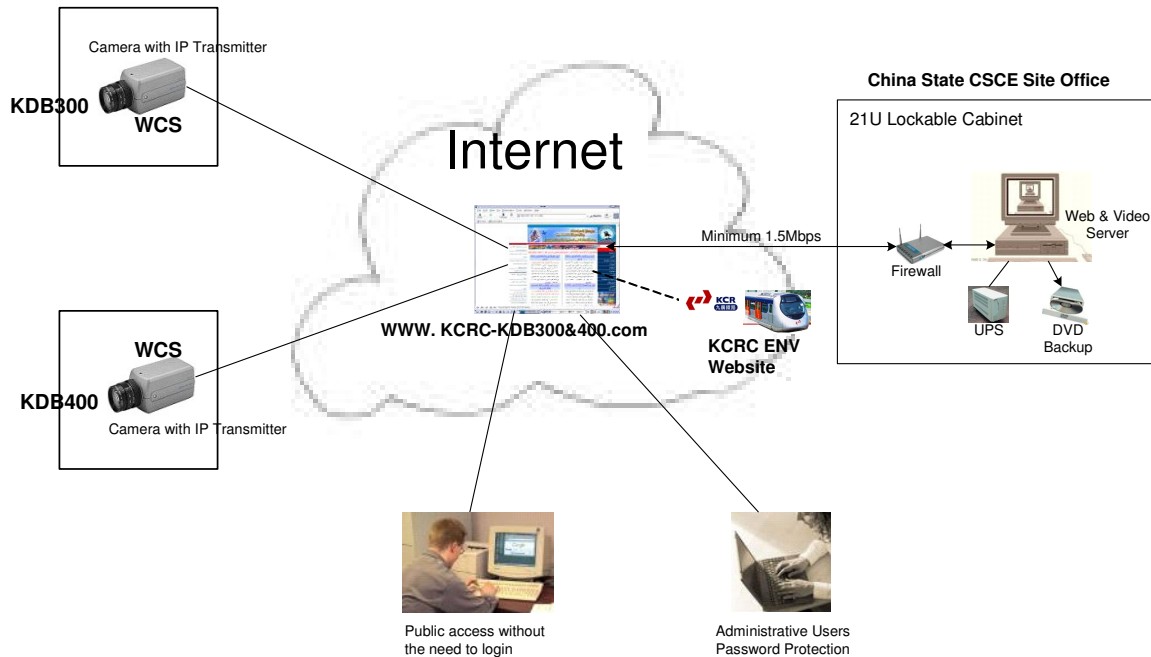 Camera with IP Transmitter
KDB300
WCS
China State CSCE Site Office
21U Lockable Cabinet
Internet
Web & Video
Server
Minimum 1.5Mbps
Firewall
UPS
DVD
Backup
KCR
WWW. KCRC-KDB300&400.com
KCRC ENV
Website
WCS
KDB400
Camera with IP Transmitter
Google
Public access without
the need to login
Administrative Users
Password Protection